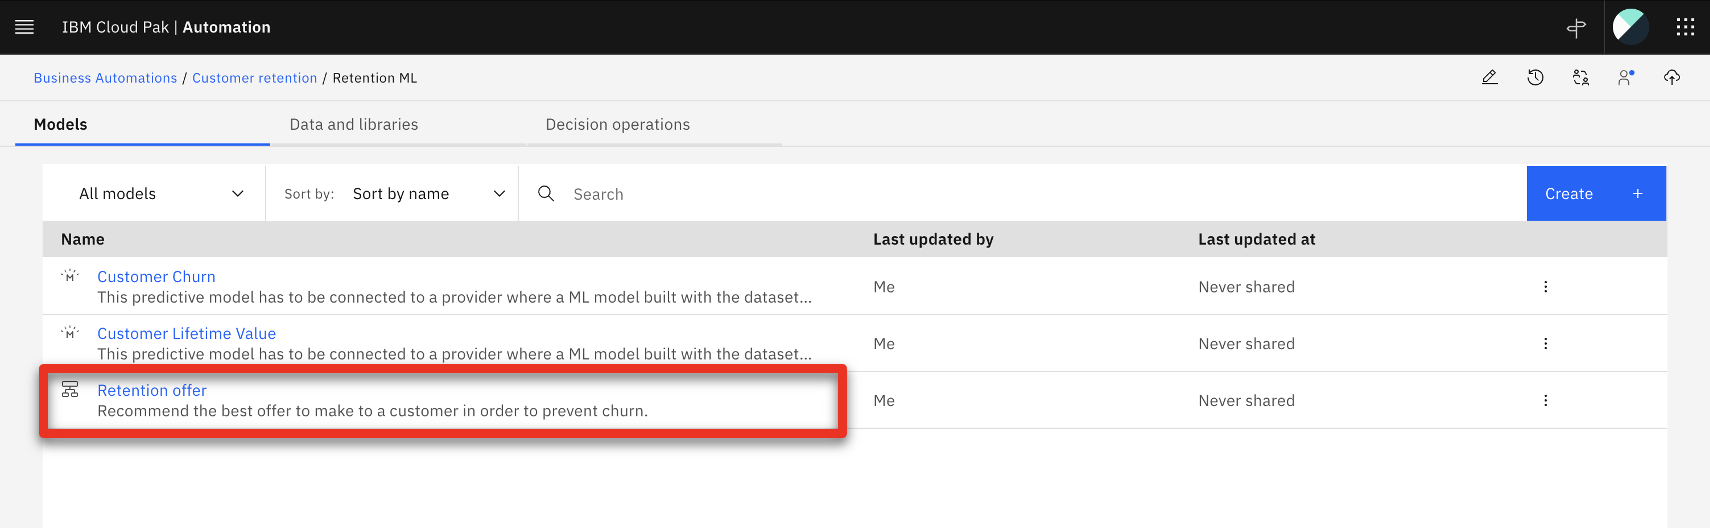 IBM Cloud Pak | Automation
Business Automations / Customer retention / Retention ML
Models Data and libraries Decision operations
All models Sort by: Sort by name Search Create +
Name Last updated by Last updated at
M Customer Churn
This predictive model has to be connected to a provider where a ML model built with the dataset... Me Never shared
M Customer Lifetime Value
This predictive model has to be connected to a provider where a ML model built with the dataset... Me Never shared
Retention offer
Recommend the best offer to make to a customer in order to prevent churn. Me Never shared